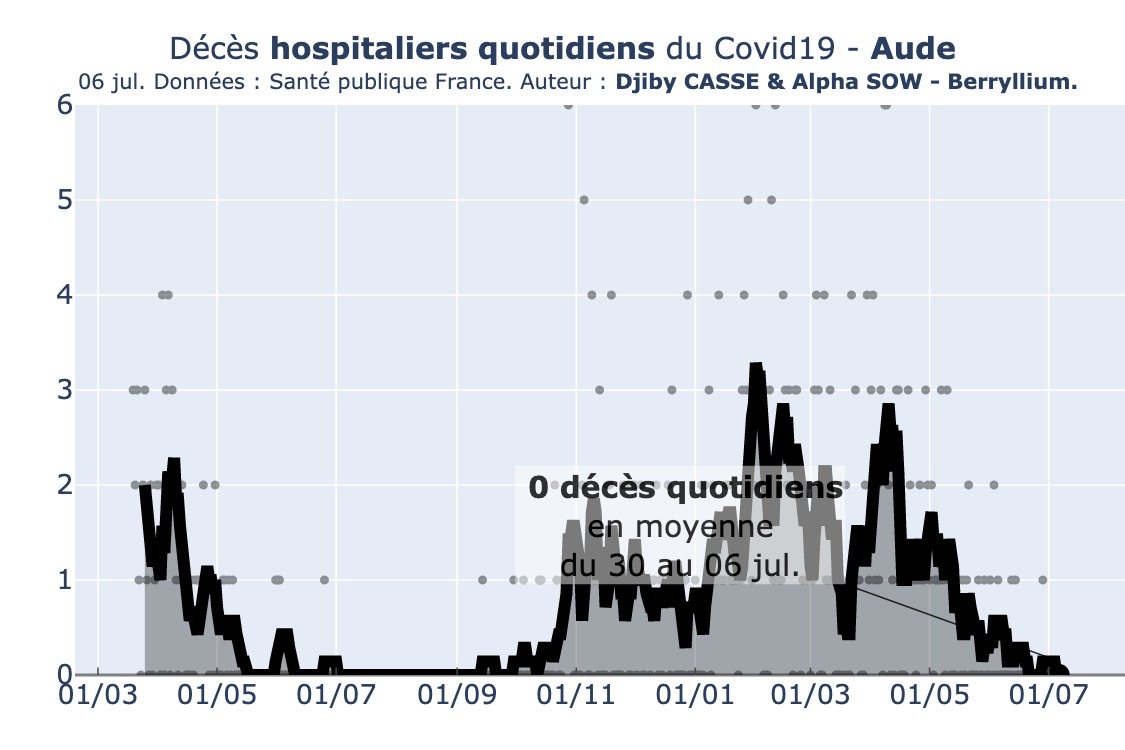 Décès hospitaliers quotidiens du Covid19 - Aude
06 jul. Données : Santé publique France. Auteur : Djiby CASSE & Alpha SOW - Berryllium.
6
5
4
3
2
1
0
0 décès quotidiens
en moyenne
du 30 au 06 jul.
01/03 01/05 01/07 01/09 01/11 01/01 01/03 01/05 01/07